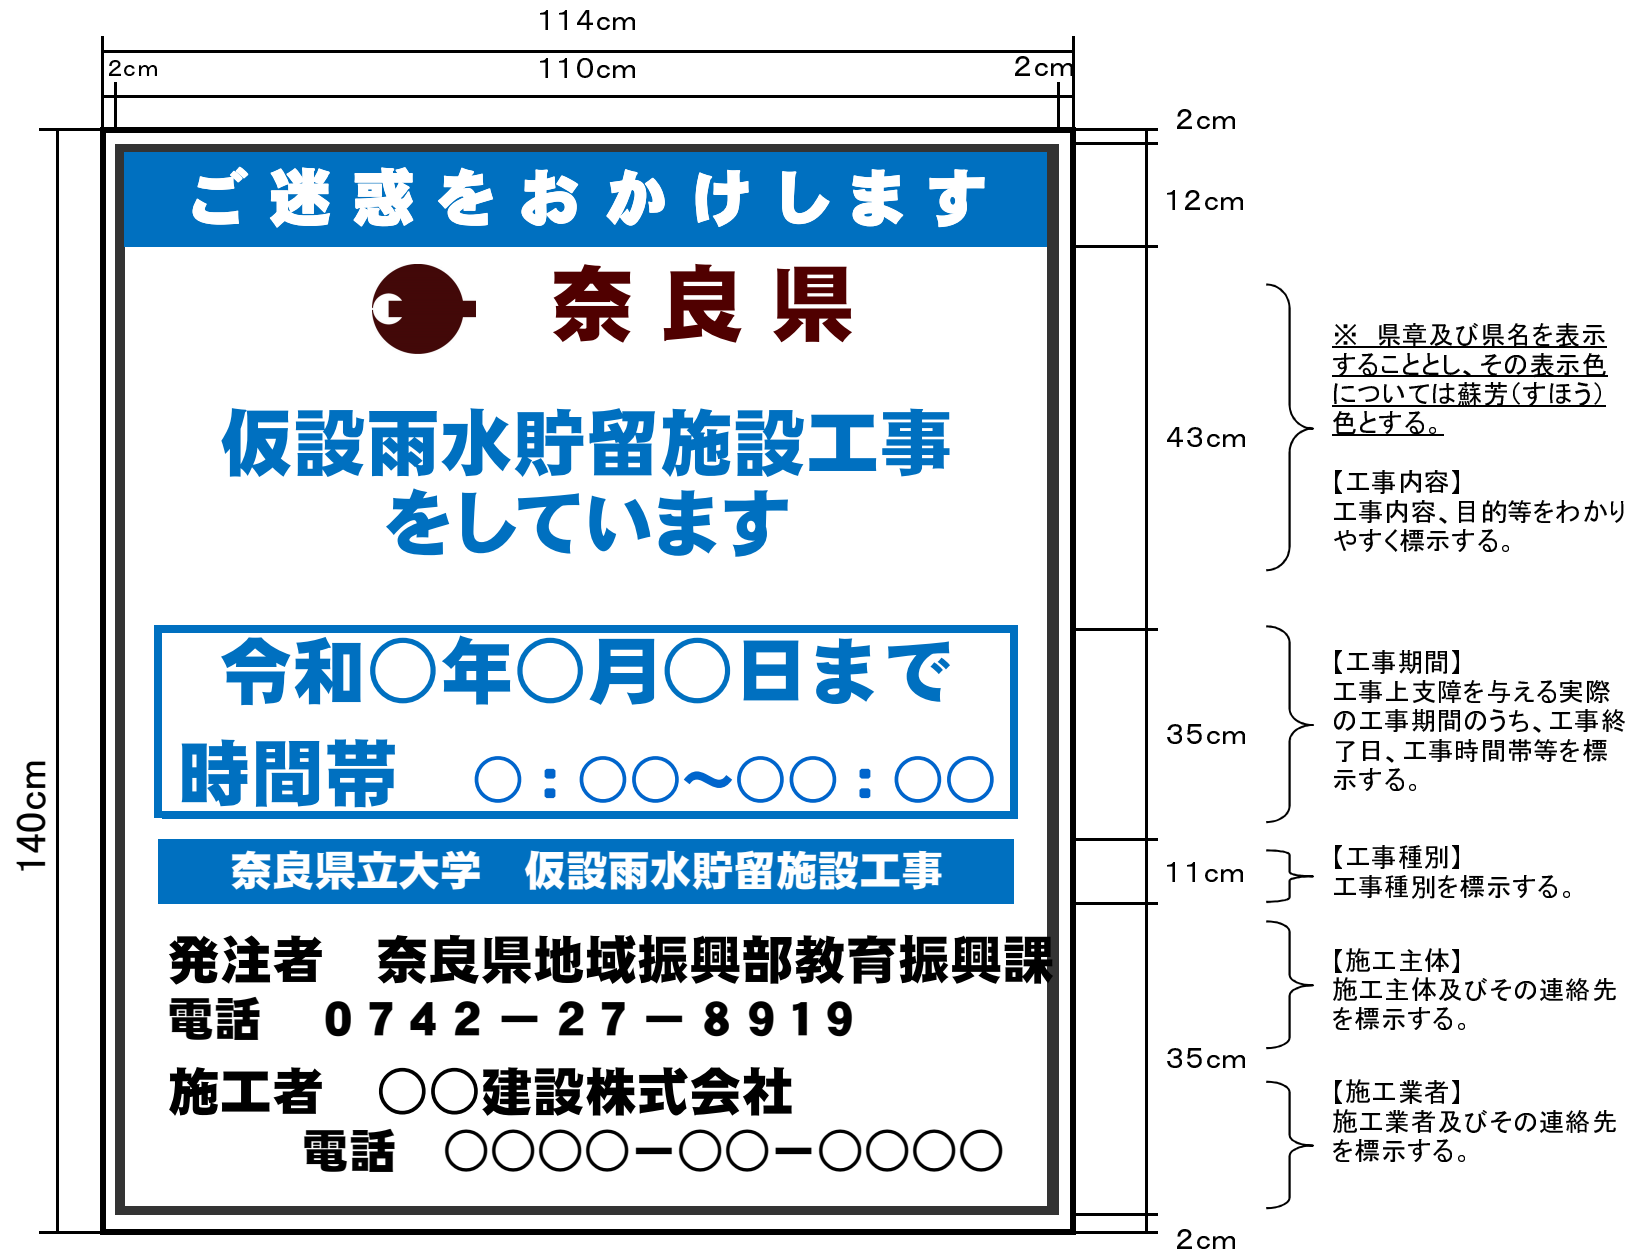 114cm
2cm
110cm
2cm
2cm
ご迷惑をおかけします
12cm
奈良県
仮設雨水貯留施設工事
をしています
43cm
※　県章及び県名を表示
することとし、その表示色
については蘇芳（すほう）
色とする。
【工事内容】
工事内容、目的等をわかり
やすく標示する。
令和○年○月○日まで
時間帯　○：○○～○○：○○
35cm
【工事期間】
工事上支障を与える実際
の工事期間のうち、工事終
了日、工事時間帯等を標
示する。
140cm
奈良県立大学　仮設雨水貯留施設工事
11cm
【工事種別】
工事種別を標示する。
発注者　奈良県地域振興部教育振興課
電話　０７４２－２７－８９１９
【施工主体】
施工主体及びその連絡先
を標示する。
35cm
施工者　○○建設株式会社
電話　○○○○－○○－○○○○
【施工業者】
施工業者及びその連絡先
を標示する。
2cm